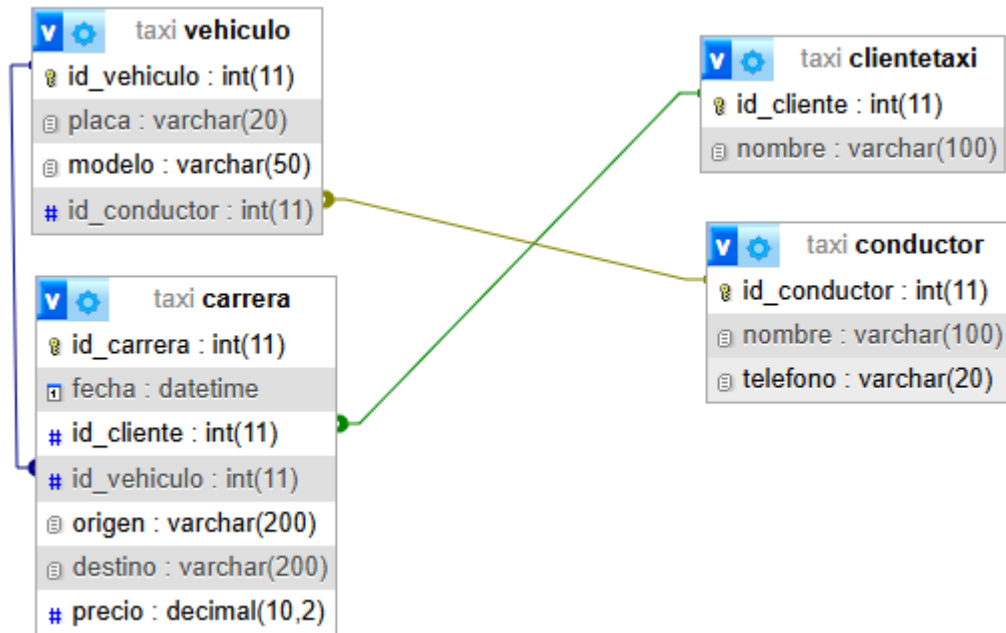 v taxi vehiculo
id_vehiculo : int(11)
placa : varchar(20)
modelo : varchar(50)
# id_conductor : int(11)
v taxi carrera
id_carrera : int(11)
fecha : datetime
# id_cliente : int(11)
# id_vehiculo : int(11)
origen : varchar(200)
destino : varchar(200)
# precio : decimal(10,2)
v taxi clientetaxi
id_cliente : int(11)
nombre : varchar(100)
v taxi conductor
id_conductor : int(11)
nombre : varchar(100)
telefono : varchar(20)